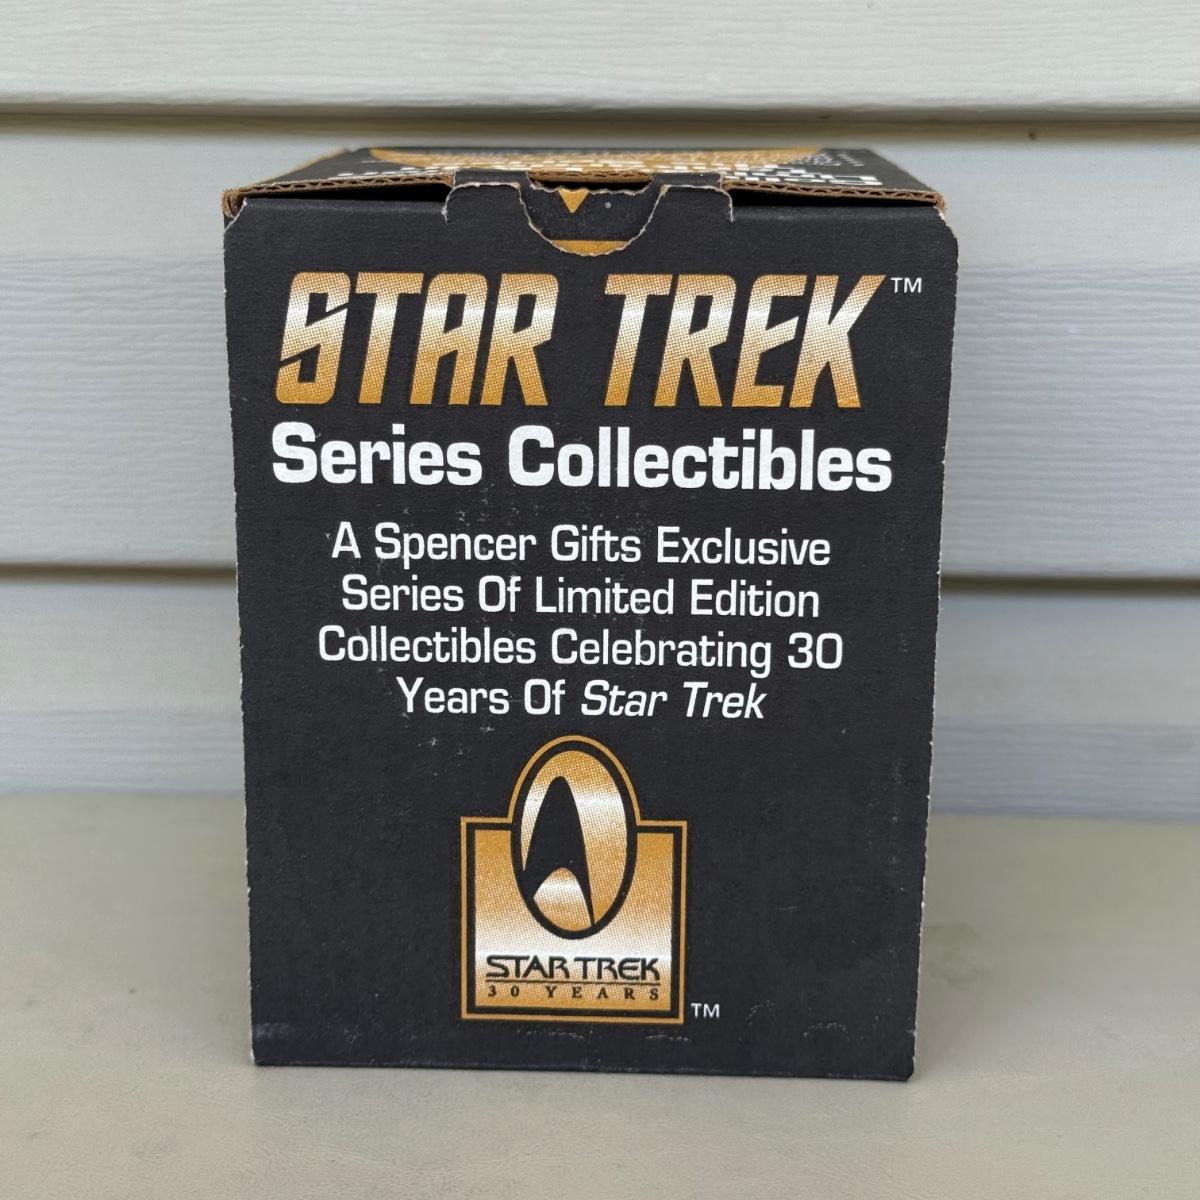 STAR TREK™
Series Collectibles
A Spencer Gifts Exclusive
Series Of Limited Edition
Collectibles Celebrating 30
Years Of Star Trek
STAR TREK
30 YEARS
TM